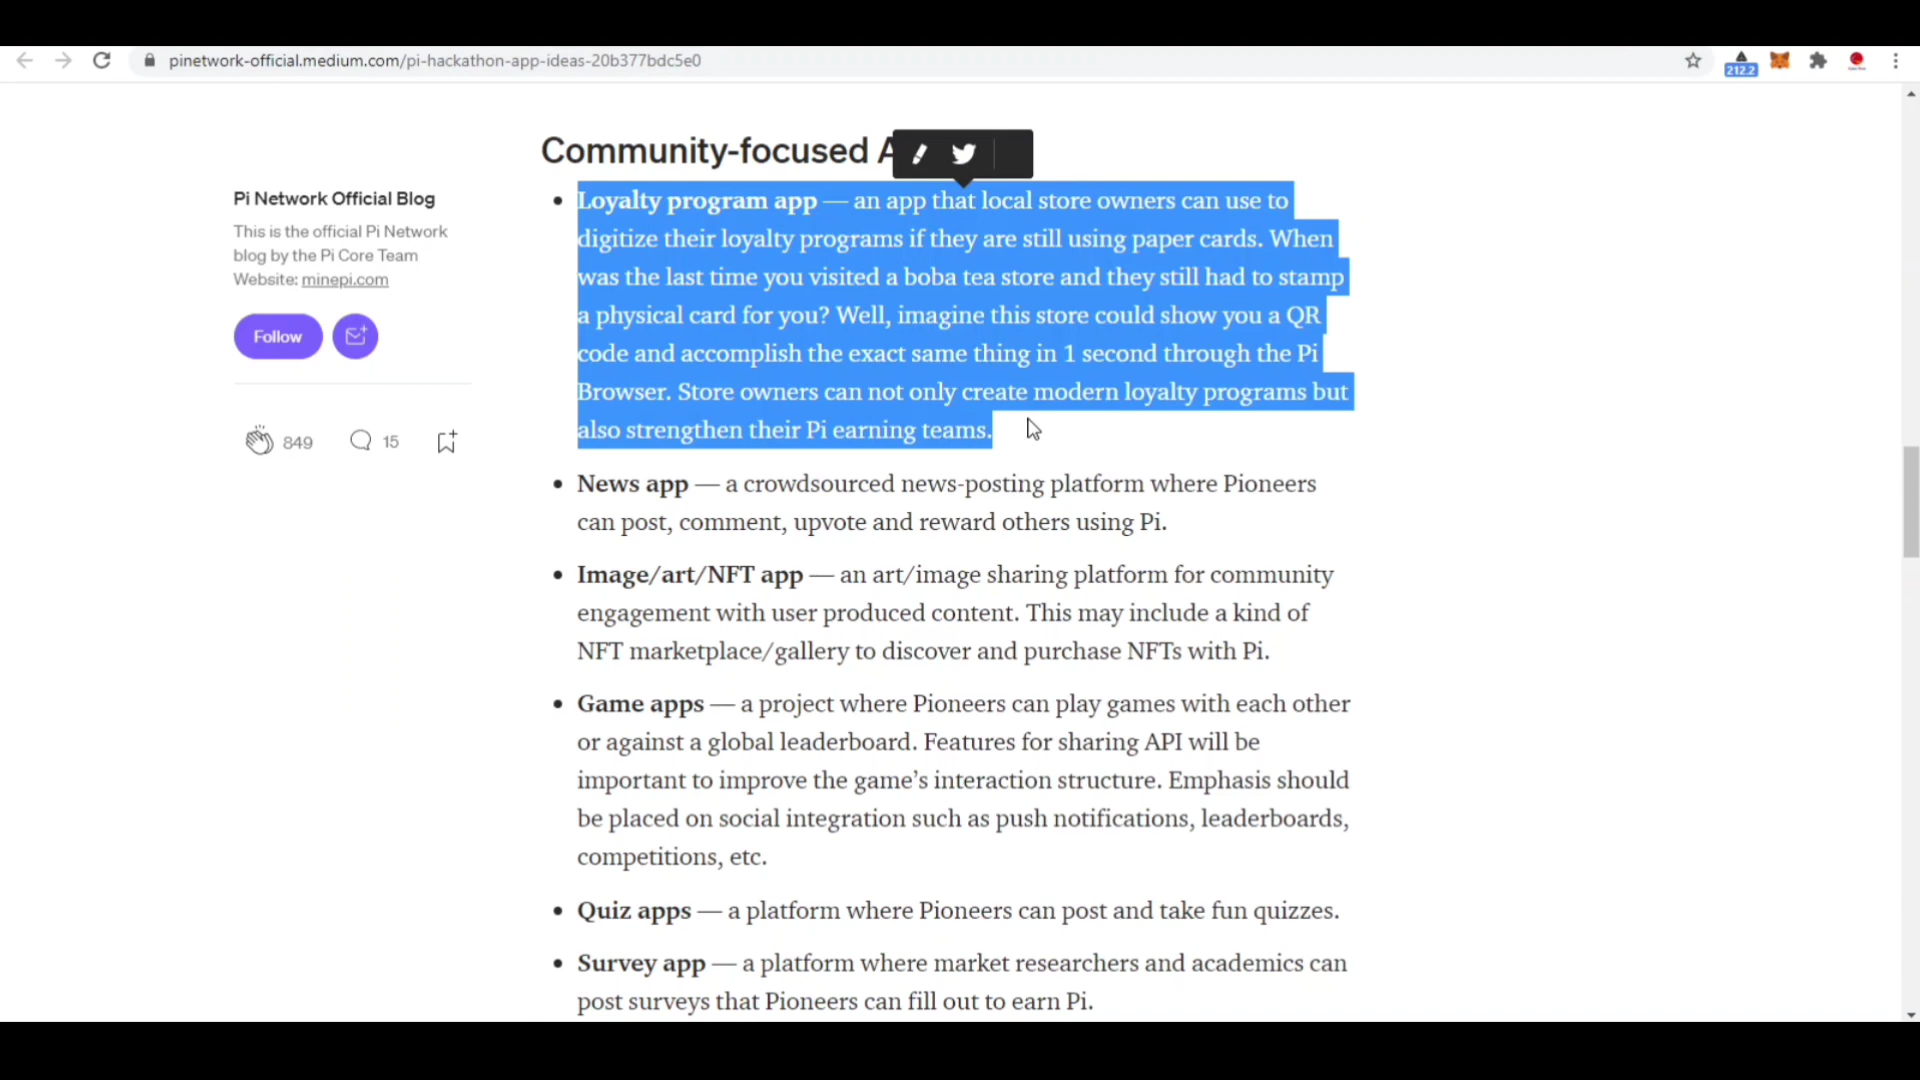 pinetwork-official.medium.com/pi-hackathon-app-ideas-20b377bdc5e0
212.2
Community-focused
Pi Network Official Blog
This is the official Pi Network
blog by the Pi Core Team
Website: minepi.com
Follow
849
15
• Loyalty program app — an app that local store owners can use to
digitize their loyalty programs if they are still using paper cards. When
was the last time you visited a boba tea store and they still had to stamp
a physical card for you? Well, imagine this store could show you a QR
code and accomplish the exact same thing in 1 second through the Pi
Browser. Store owners can not only create modern loyalty programs but
also strengthen their Pi earning teams.
• News app — a crowdsourced news-posting platform where Pioneers
can post, comment, upvote and reward others using Pi.
• Image/art/NFT app — an art/image sharing platform for community
engagement with user produced content. This may include a kind of
NFT marketplace/gallery to discover and purchase NFTs with Pi.
• Game apps — a project where Pioneers can play games with each other
or against a global leaderboard. Features for sharing API will be
important to improve the game’s interaction structure. Emphasis should
be placed on social integration such as push notifications, leaderboards,
competitions, etc.
• Quiz apps — a platform where Pioneers can post and take fun quizzes.
• Survey app — a platform where market researchers and academics can
post surveys that Pioneers can fill out to earn Pi.